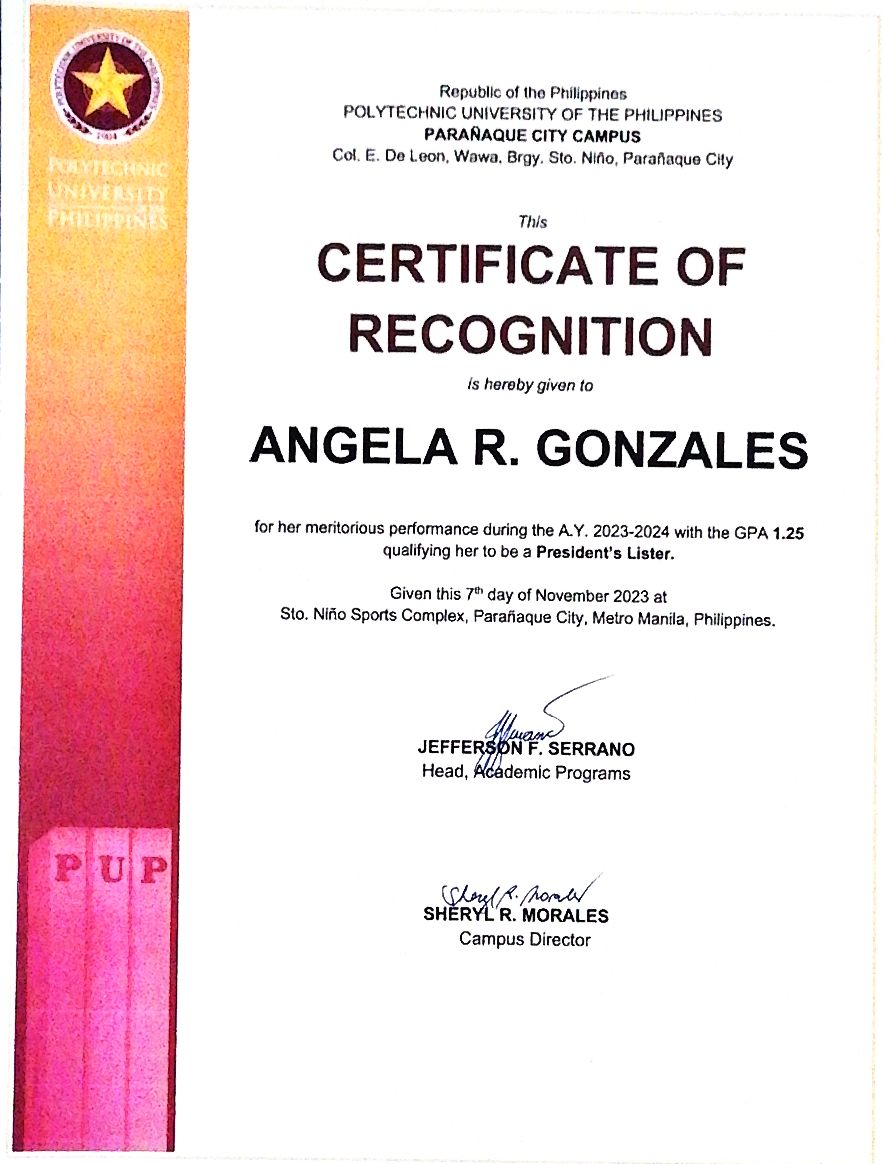 POLYTECHNIC UNIVERSITY OF THE PHILIPPINES
1904
POLYTECHNIC
UNIVERSITY
PHILIPPINES
Republic of the Philippines
POLYTECHNIC UNIVERSITY OF THE PHILIPPINES
PARAÑAQUE CITY CAMPUS
Col. E. De Leon, Wawa, Brgy. Sto. Niño, Parañaque City
This
CERTIFICATE OF
RECOGNITION
is hereby given to
ANGELA R. GONZALES
for her meritorious performance during the A.Y. 2023-2024 with the GPA 1.25
qualifying her to be a President's Lister.
Given this 7th day of November 2023 at
Sto. Niño Sports Complex, Parañaque City, Metro Manila, Philippines.
JEFFERSON F. SERRANO
Head, Academic Programs
Sheryl R. Morales
SHERYL R. MORALES
Campus Director
PUP